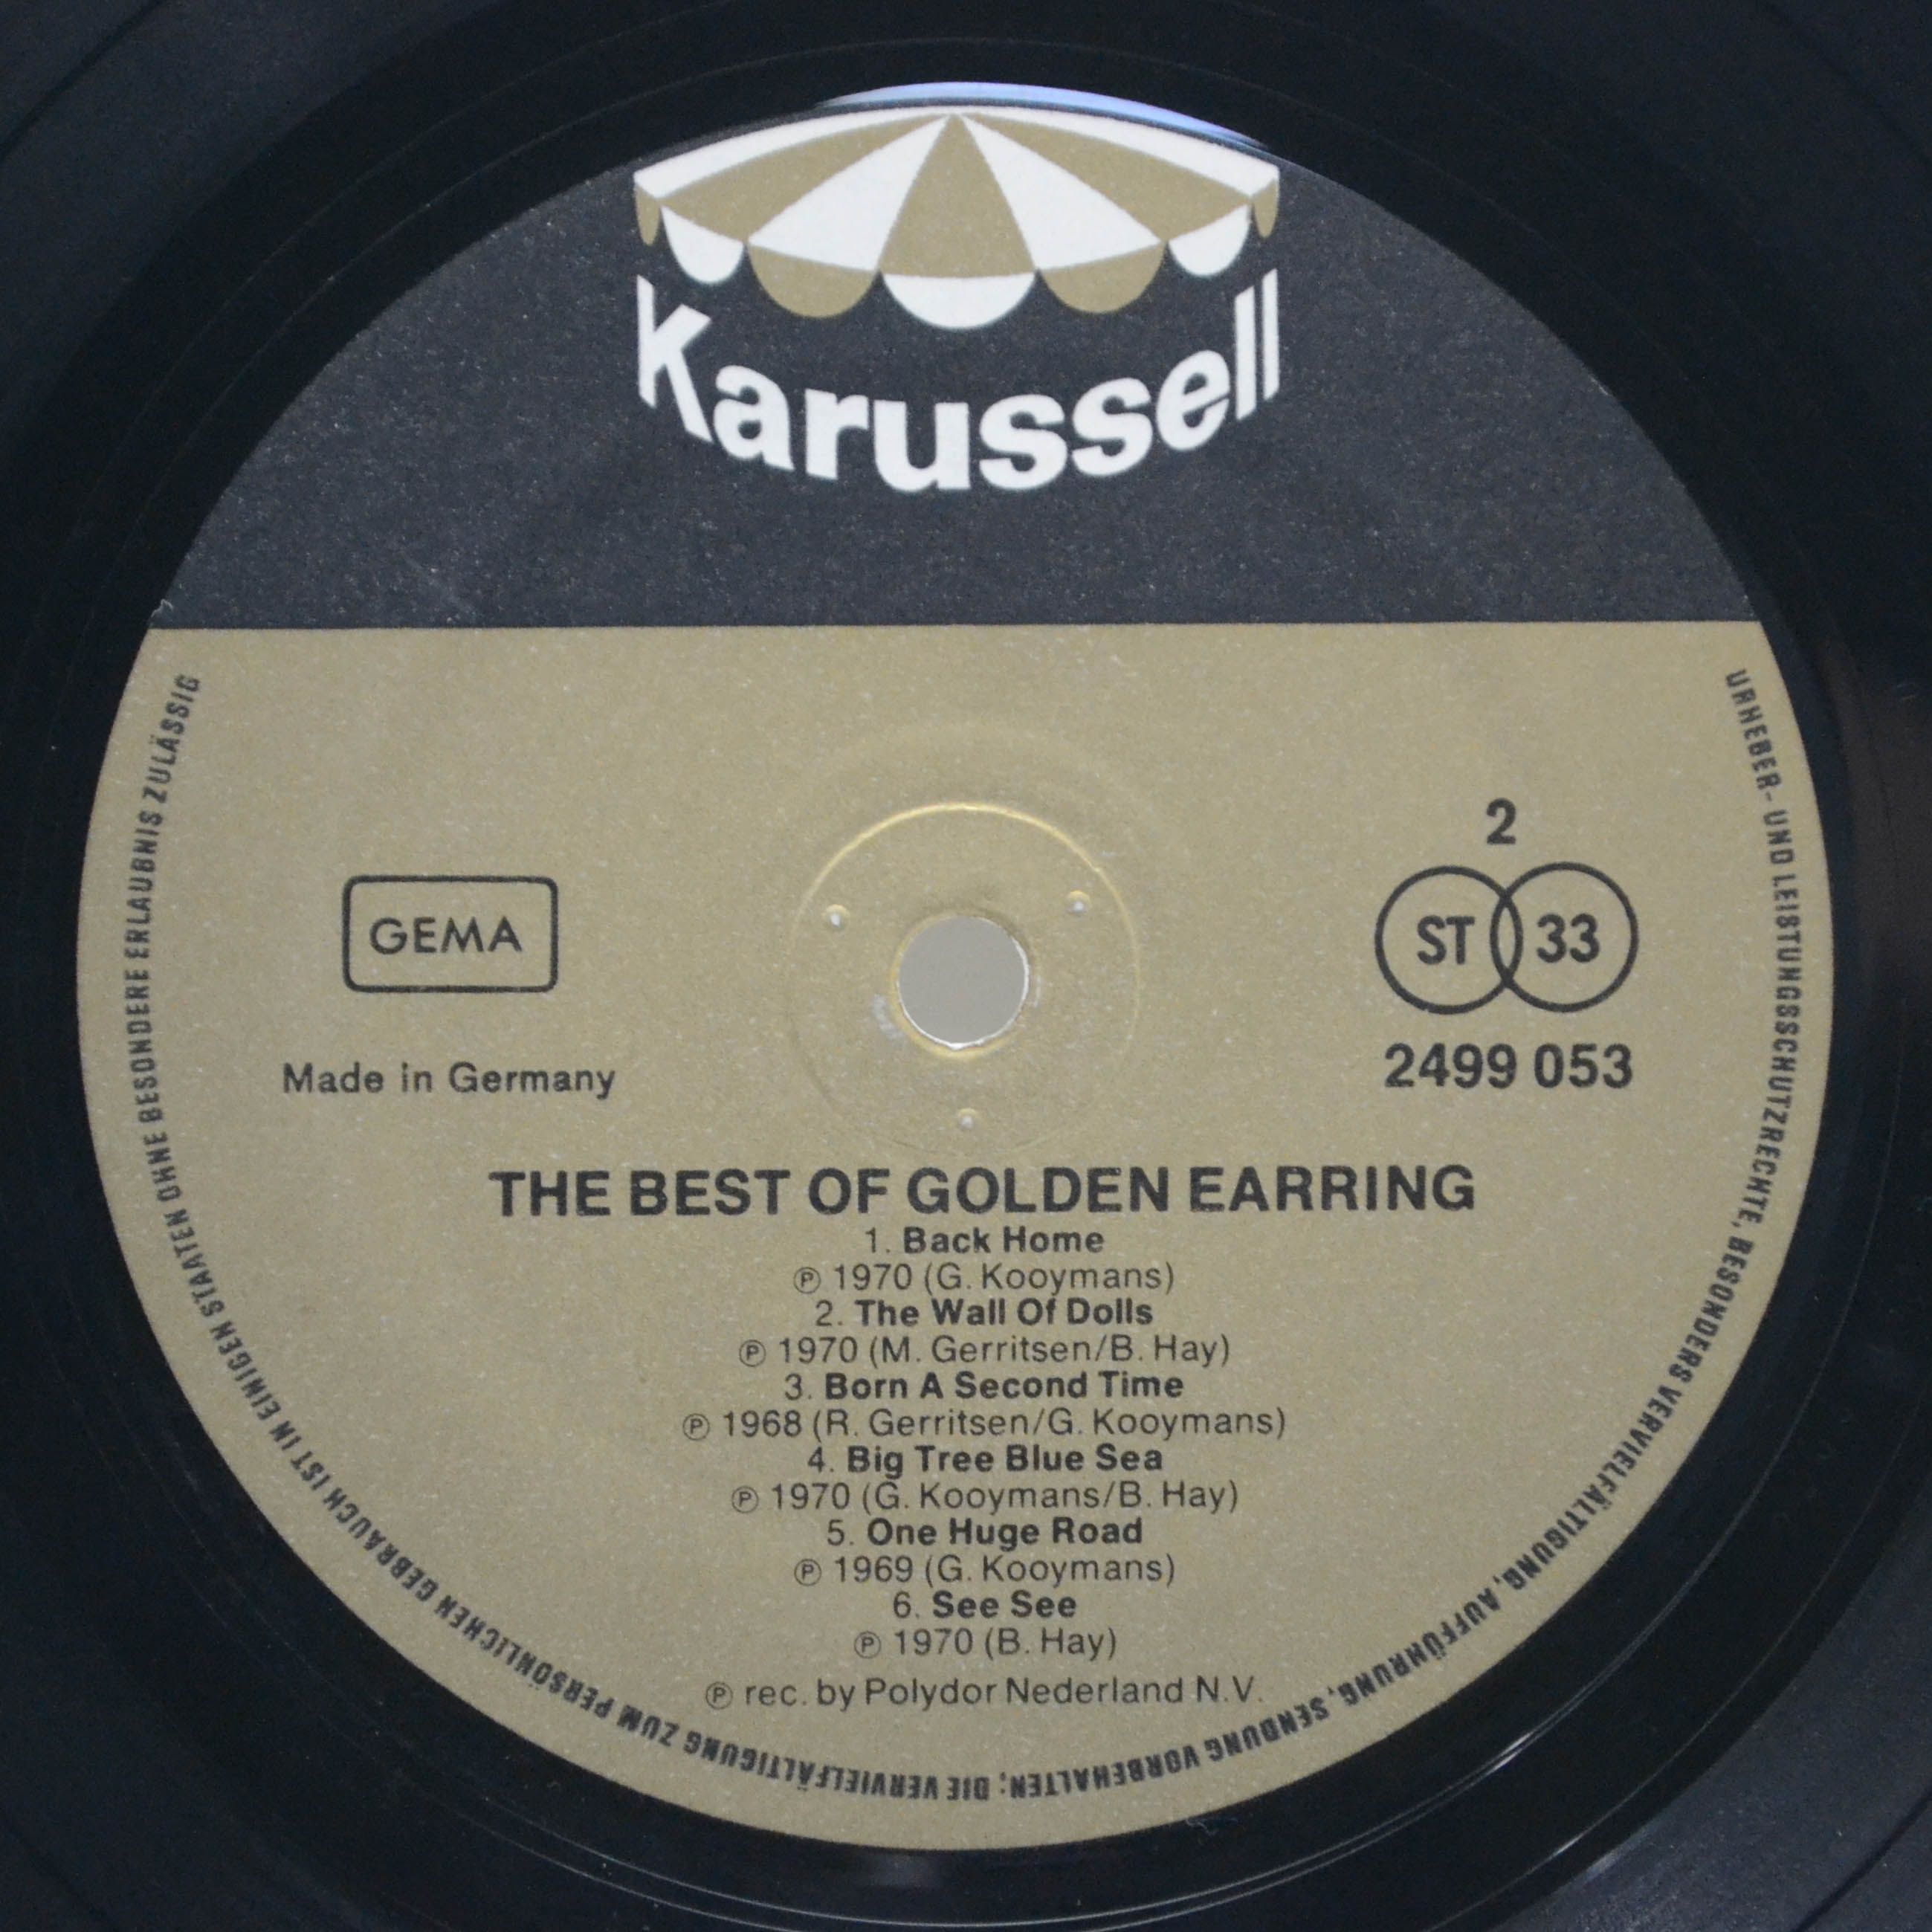 Karussell
GEMA
Made in Germany
2
ST 33
2499 053
THE BEST OF GOLDEN EARRING
1. Back Home
℗ 1970 (G. Kooymans)
2. The Wall Of Dolls
℗ 1970 (M. Gerritsen/B. Hay)
3. Born A Second Time
℗ 1968 (R. Gerritsen/G. Kooymans)
4. Big Tree Blue Sea
℗ 1970 (G. Kooymans/B. Hay)
5. One Huge Road
℗ 1969 (G. Kooymans)
6. See See
℗ 1970 (B. Hay)
℗ rec. by Polydor Nederland N.V.
URHEBER- UND LEISTUNGSSCHUTZRECHTE, BESONDERS VERVIELFÄLTIGUNG, AUFFÜHRUNG, SENDUNG VORBEHALTEN; DIE VERVIELFÄLTIGUNG ZUM PERSÖNLICHEN GEBRAUCH IST IN EINIGEN STAATEN OHNE BESONDERE ERLAUBNIS ZULÄSSIG